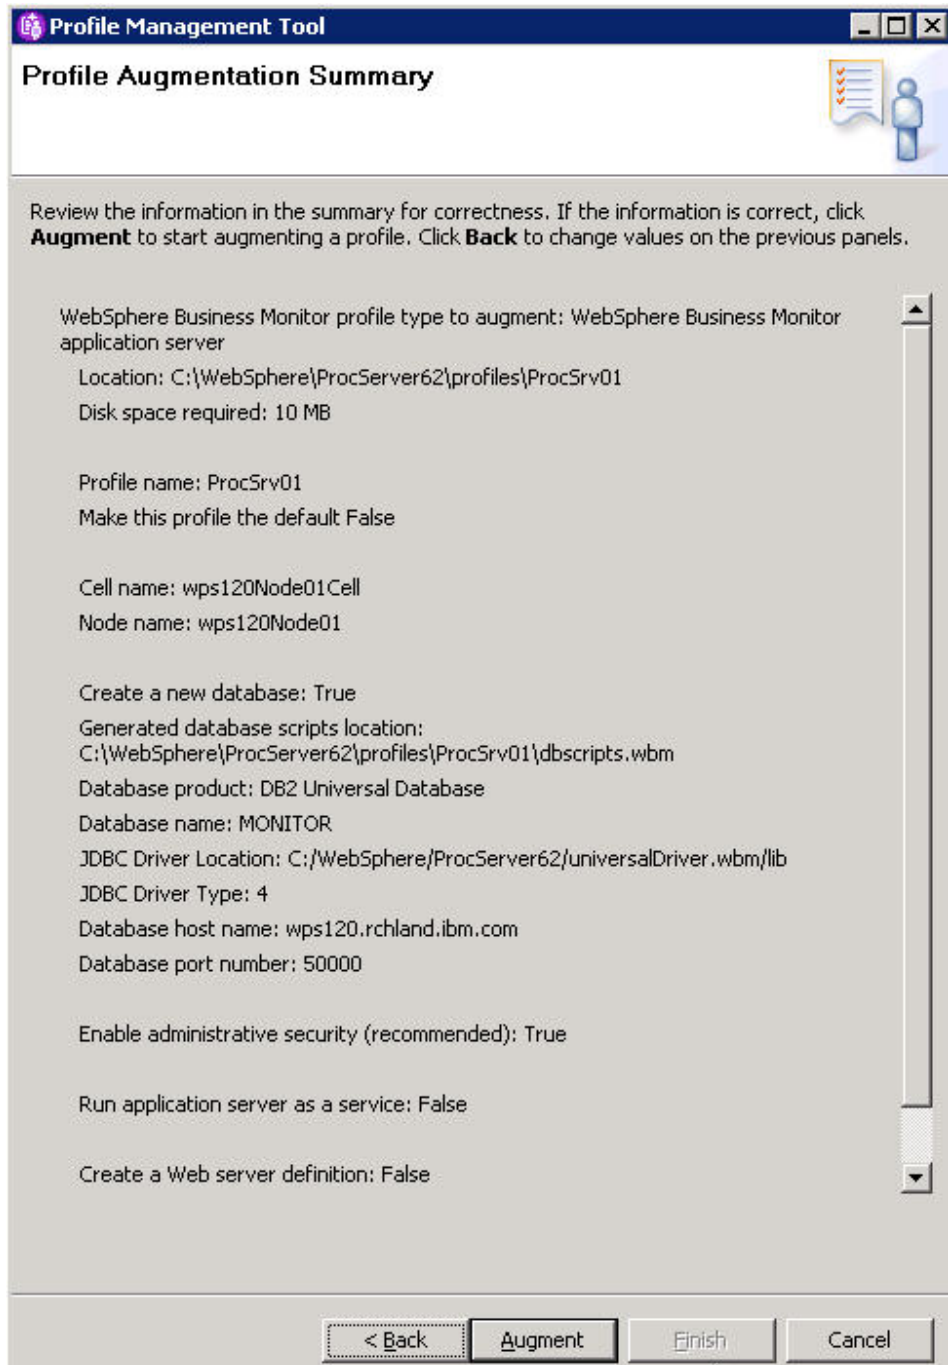 Profile Management Tool
Profile Augmentation Summary
Review the information in the summary for correctness. If the information is correct, click
Augment to start augmenting a profile. Click Back to change values on the previous panels.
WebSphere Business Monitor profile type to augment: WebSphere Business Monitor
application server
Location: C:\WebSphere\ProcServer62\profiles\ProcSrv01
Disk space required: 10 MB
Profile name: ProcSrv01
Make this profile the default False
Cell name: wps120Node01Cell
Node name: wps120Node01
Create a new database: True
Generated database scripts location:
C:\WebSphere\ProcServer62\profiles\ProcSrv01\dbscripts.wbm
Database product: DB2 Universal Database
Database name: MONITOR
JDBC Driver Location: C:/WebSphere/ProcServer62/universalDriver.wbm/lib
JDBC Driver Type: 4
Database host name: wps120.rchland.ibm.com
Database port number: 50000
Enable administrative security (recommended): True
Run application server as a service: False
Create a Web server definition: False
< Back Augment Finish Cancel